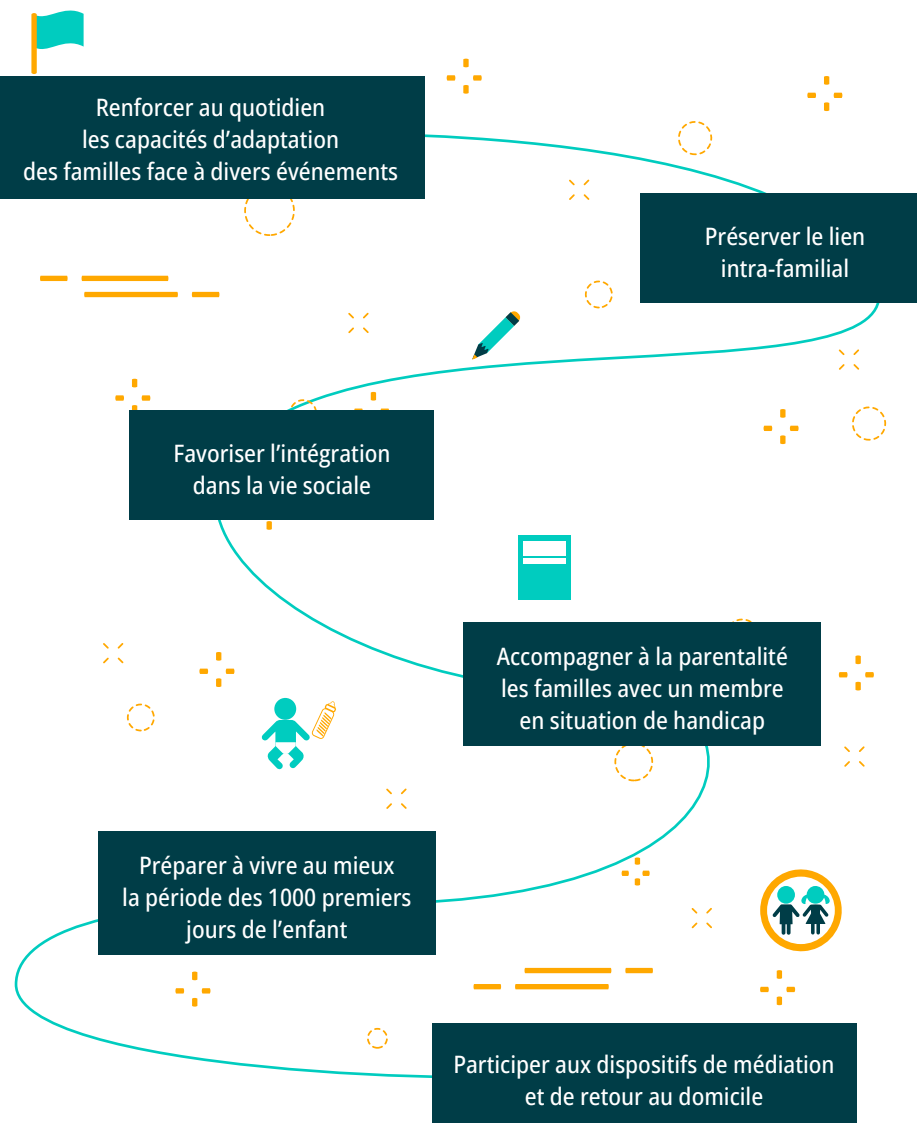 Renforcer au quotidien
les capacités d’adaptation
des familles face à divers événements
Préserver le lien
intra-familial
Favoriser l’intégration
dans la vie sociale
Accompagner à la parentalité
les familles avec un membre
en situation de handicap
Préparer à vivre au mieux
la période des 1000 premiers
jours de l’enfant
Participer aux dispositifs de médiation
et de retour au domicile